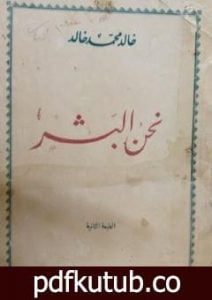 خالد محمد خالد
نحن البشر
الطبعة الثانية
pdfkutub.co